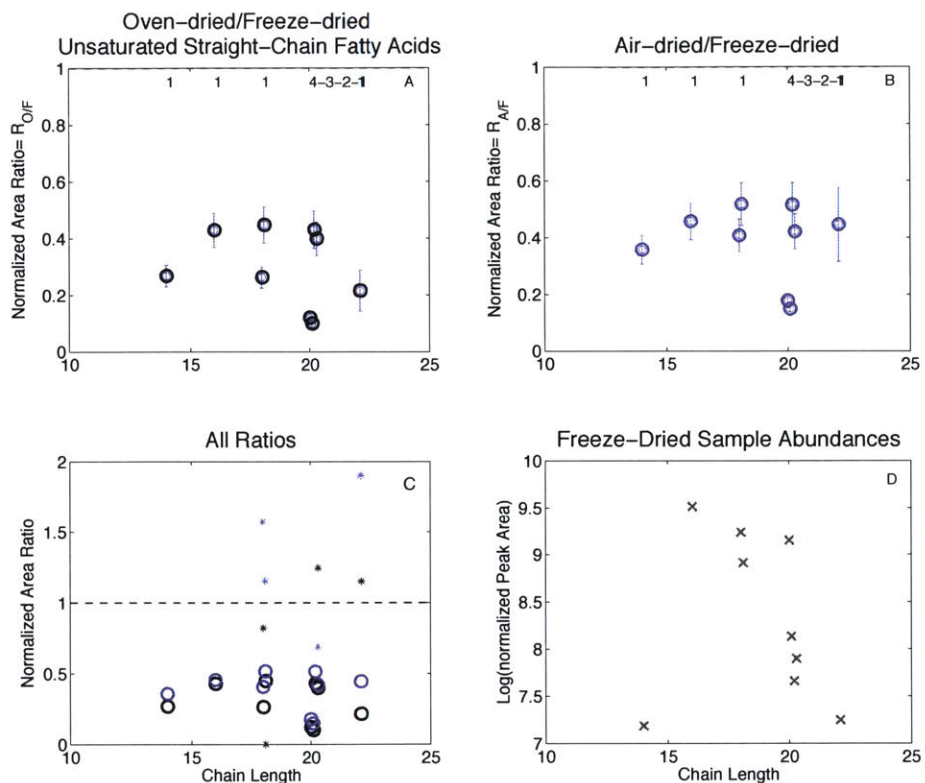 Oven-dried/Freeze-dried
Unsaturated Straight-Chain Fatty Acids
Normalized Area Ratio= R_O/F
1 1 1 4-3-2-1 A
1
0.8
0.6
0.4
0.2
0
10 15 20 25
Air-dried/Freeze-dried
Normalized Area Ratio= R_A/F
1 1 1 4-3-2-1 B
1
0.8
0.6
0.4
0.2
0
10 15 20 25
All Ratios
Normalized Area Ratio
C
2
1.5
1
0.5
0
10 15 20 25
Chain Length
Freeze-Dried Sample Abundances
Log(normalized Peak Area)
D
10
9.5
9
8.5
8
7.5
7
10 15 20 25
Chain Length